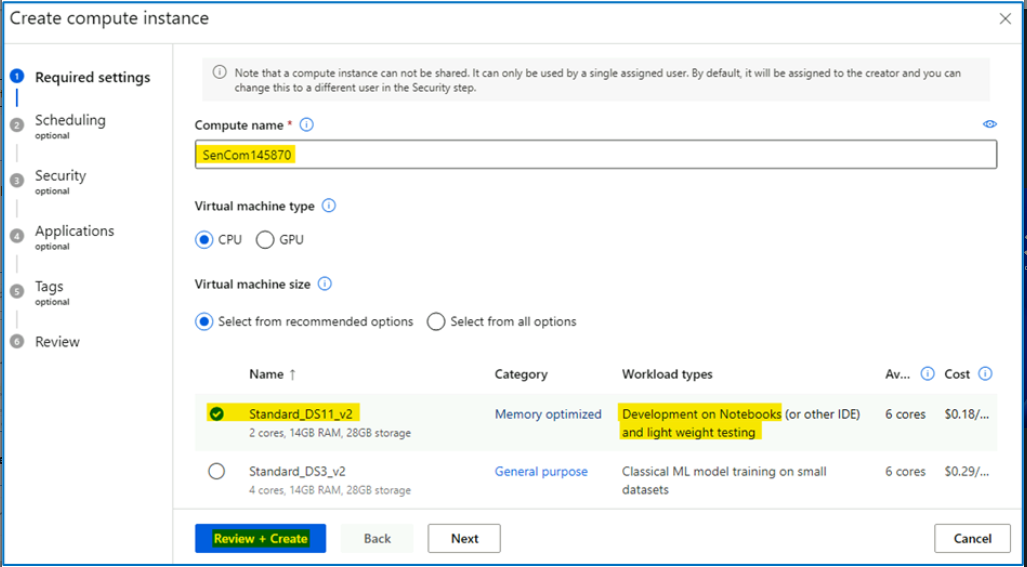 Create compute instance
1 Required settings
2 Scheduling
optional
3 Security
optional
4 Applications
optional
5 Tags
optional
6 Review
Note that a compute instance can not be shared. It can only be used by a single assigned user. By default, it will be assigned to the creator and you can
change this to a different user in the Security step.
Compute name *
SenCom145870
Virtual machine type
CPU GPU
Virtual machine size
Select from recommended options Select from all options
Name ↑ Category Workload types Av... Cost
Standard_DS11_v2 Memory optimized Development on Notebooks (or other IDE) 6 cores $0.18/...
2 cores, 14GB RAM, 28GB storage and light weight testing
Standard_DS3_v2 General purpose Classical ML model training on small 6 cores $0.29/...
4 cores, 14GB RAM, 28GB storage datasets
Review + Create Back Next Cancel